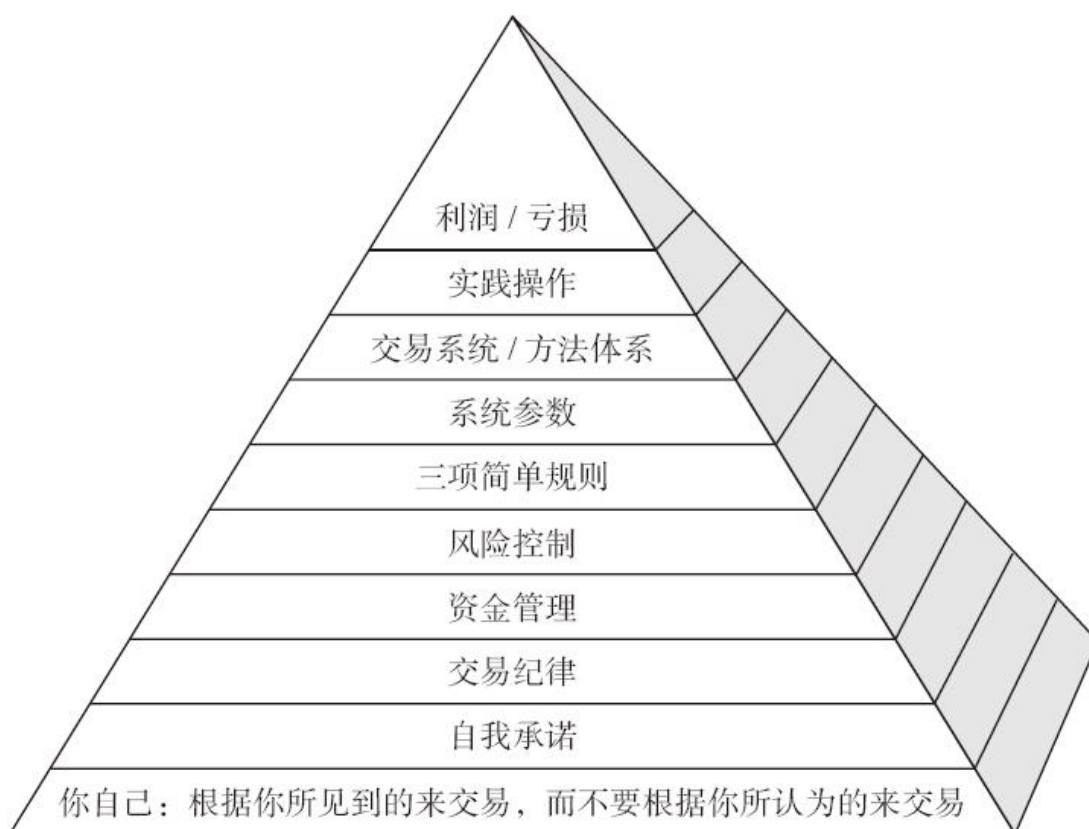 利润 / 亏损
实践操作
交易系统 / 方法体系
系统参数
三项简单规则
风险控制
资金管理
交易纪律
自我承诺
你自己：根据你所见到的来交易，而不要根据你所认为的来交易